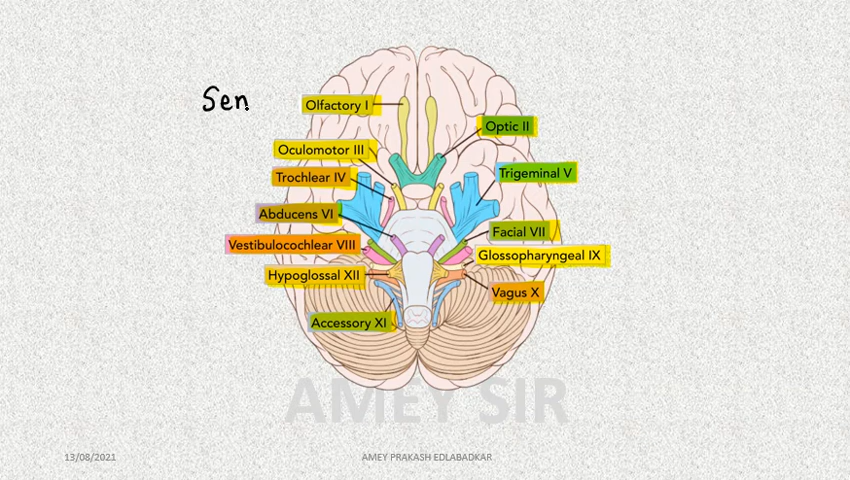 Sen
Olfactory I
Optic II
Oculomotor III
Trochlear IV
Trigeminal V
Abducens VI
Facial VII
Vestibulocochlear VIII
Glossopharyngeal IX
Hypoglossal XII
Vagus X
Accessory XI
AMEY SIR
13/08/2021
AMEY PRAKASH EDLABADKAR